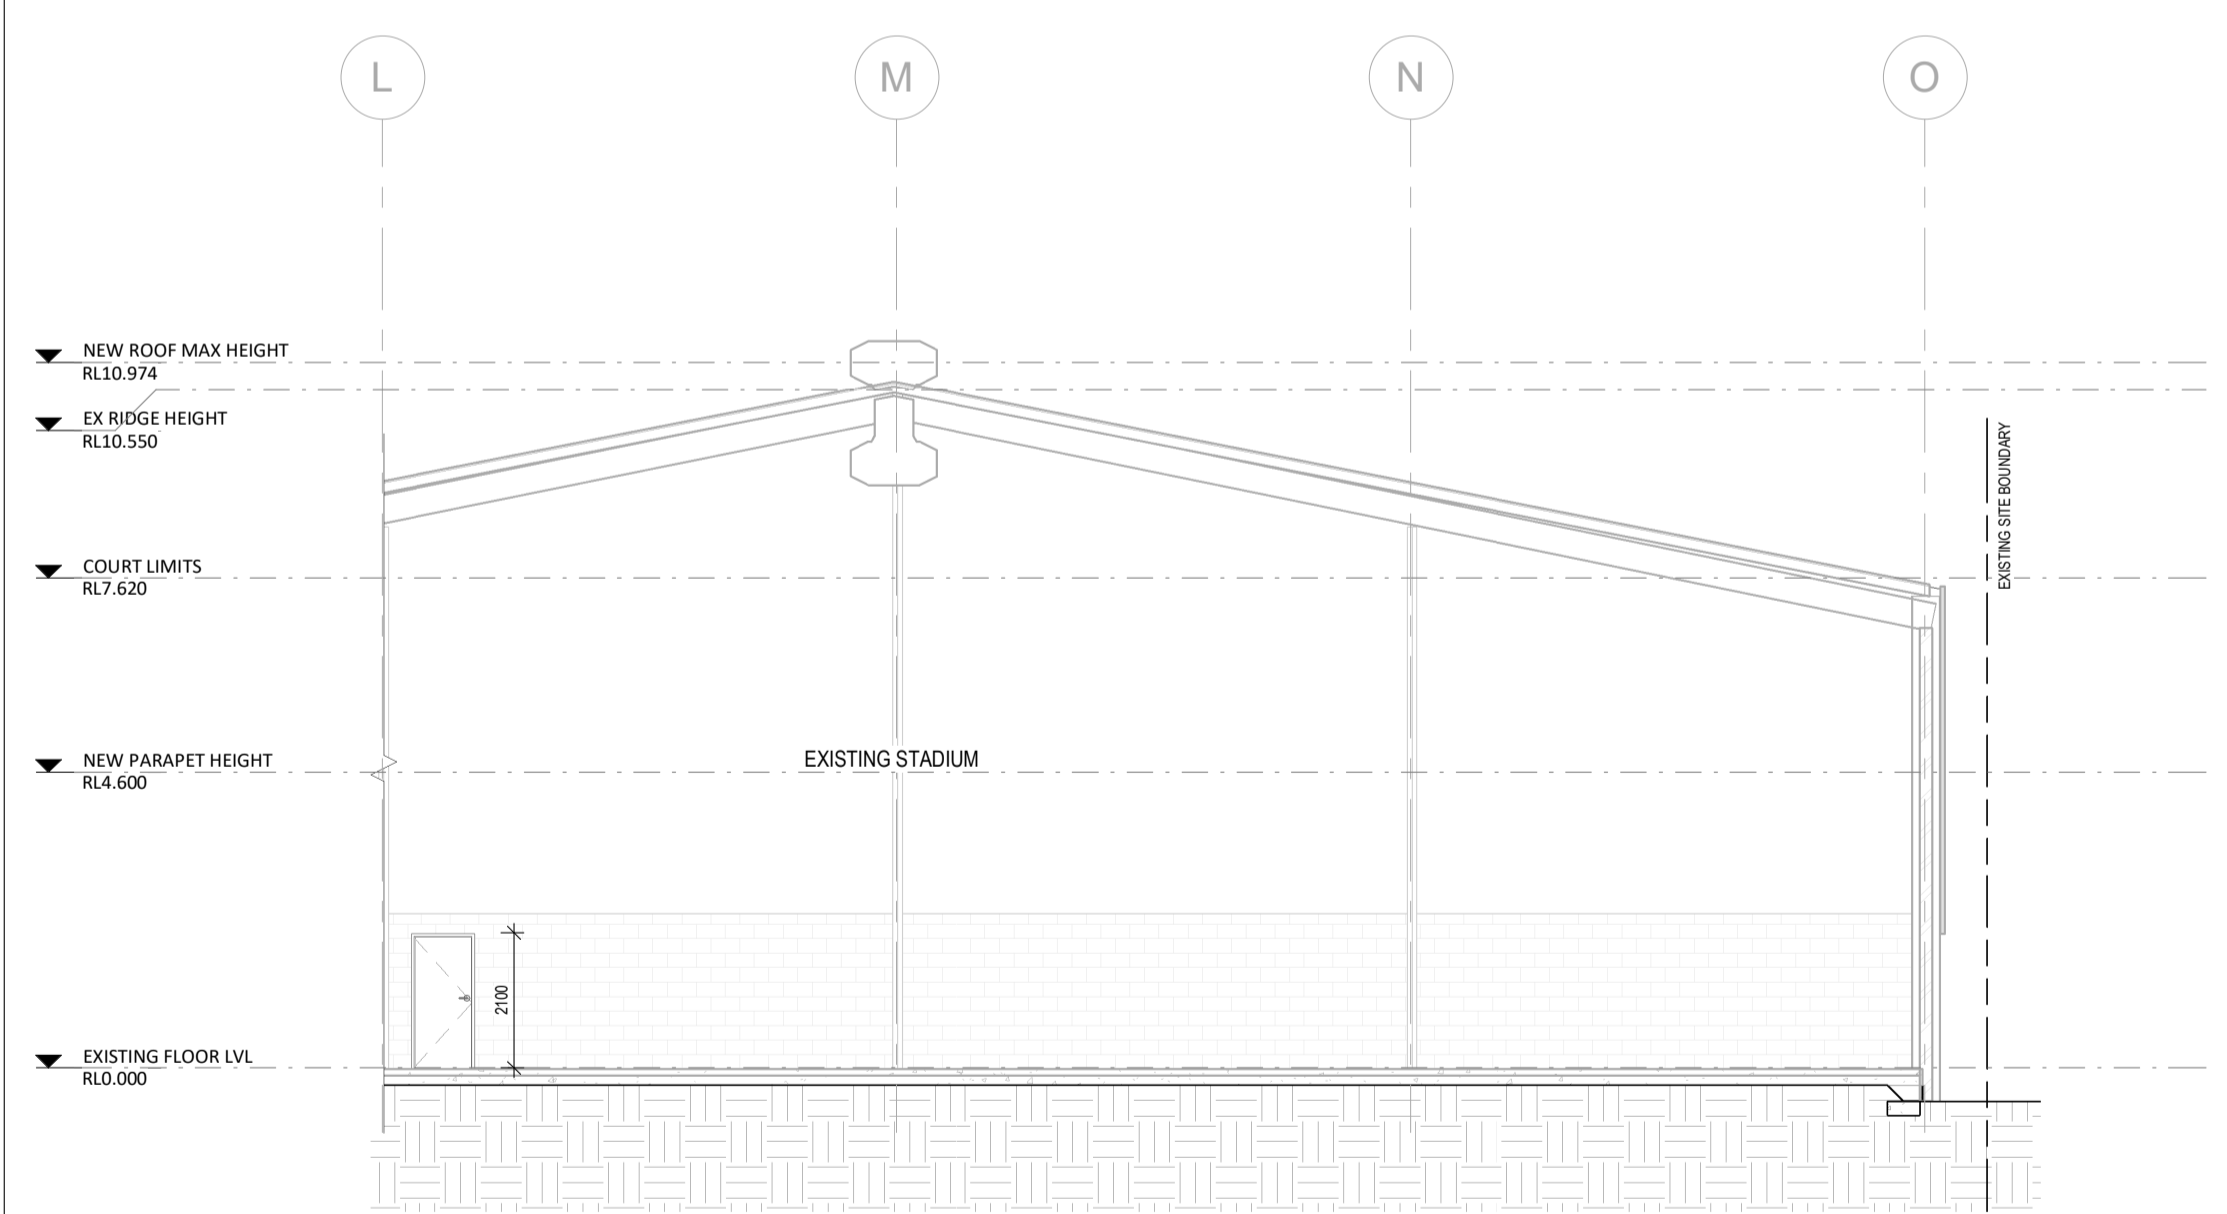 L
M
N
O
NEW ROOF MAX HEIGHT
RL10.974
EX RIDGE HEIGHT
RL10.550
EXISTING SITE BOUNDARY
COURT LIMITS
RL7.620
NEW PARAPET HEIGHT
RL4.600
EXISTING STADIUM
2100
EXISTING FLOOR LVL
RL0.000